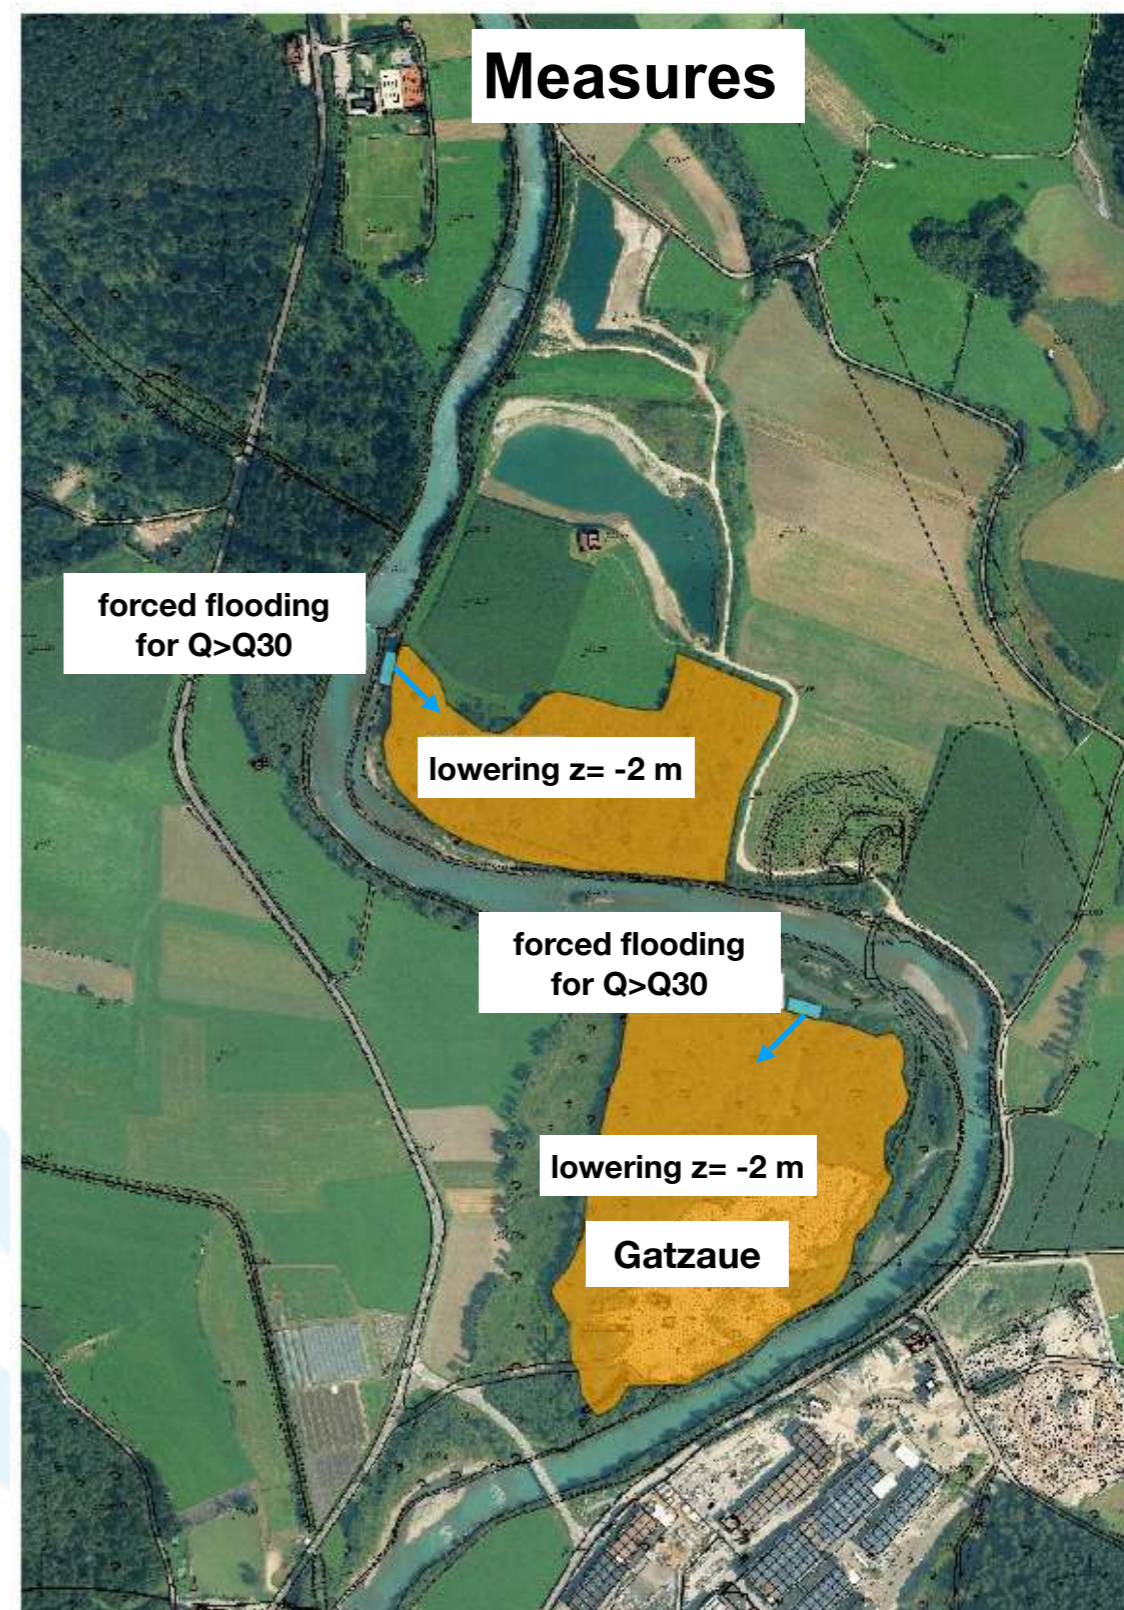 Measures
forced flooding
for Q>Q30
lowering z= -2 m
forced flooding
for Q>Q30
lowering z= -2 m
Gatzaue